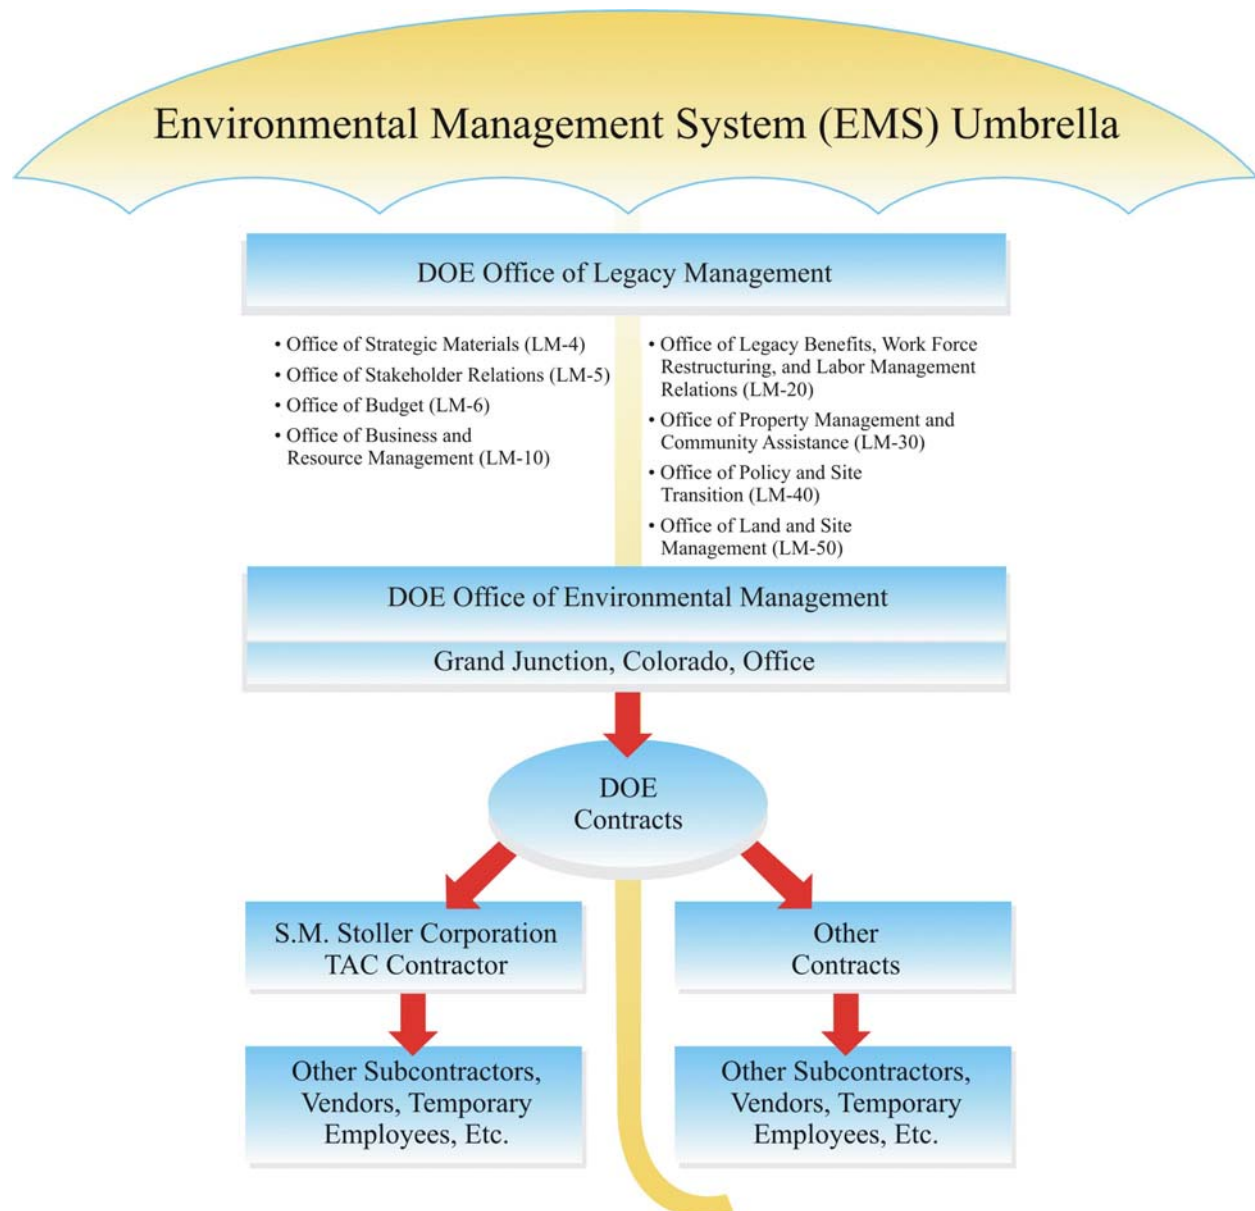 Environmental Management System (EMS) Umbrella
DOE Office of Legacy Management
• Office of Strategic Materials (LM-4)
• Office of Stakeholder Relations (LM-5)
• Office of Budget (LM-6)
• Office of Business and
Resource Management (LM-10)
• Office of Legacy Benefits, Work Force
Restructuring, and Labor Management
Relations (LM-20)
• Office of Property Management and
Community Assistance (LM-30)
• Office of Policy and Site
Transition (LM-40)
• Office of Land and Site
Management (LM-50)
DOE Office of Environmental Management
Grand Junction, Colorado, Office
DOE
Contracts
S.M. Stoller Corporation
TAC Contractor
Other
Contracts
Other Subcontractors,
Vendors, Temporary
Employees, Etc.
Other Subcontractors,
Vendors, Temporary
Employees, Etc.